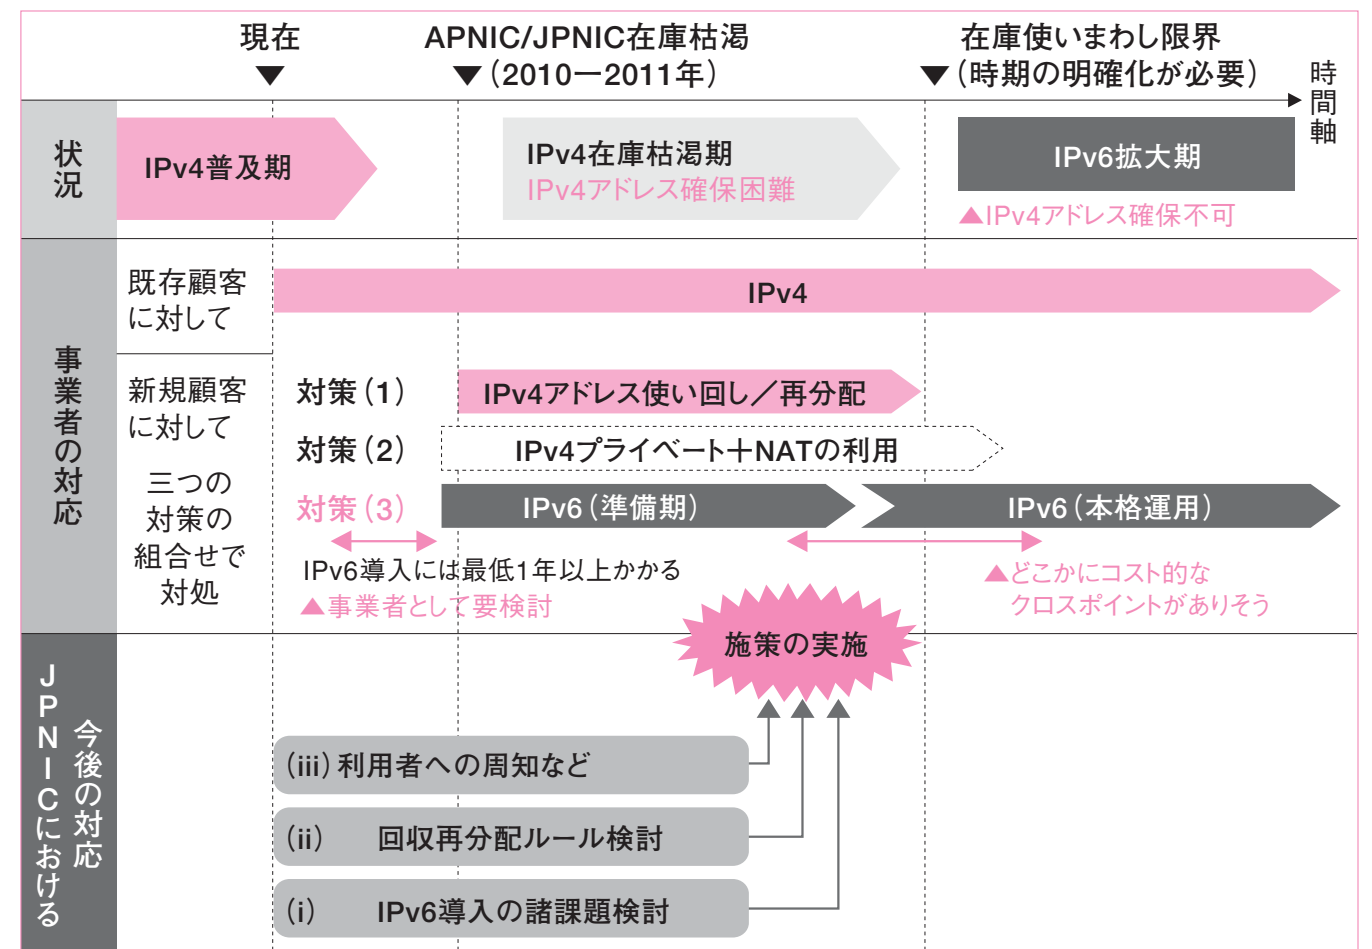 現在
APNIC/JPNIC在庫枯渇
▼(2010ー2011年)
在庫使いまわし限界
▼(時期の明確化が必要)
時間軸
状況
IPv4普及期
IPv4在庫枯渇期
IPv4アドレス確保困難
IPv6拡大期
▲IPv4アドレス確保不可
事業者の対応
既存顧客
に対して
IPv4
新規顧客
に対して
三つの
対策の
組合せで
対処
対策(1)
IPv4アドレス使い回し/再分配
対策(2)
IPv4プライベート+NATの利用
対策(3)
IPv6(準備期)
IPv6(本格運用)
IPv6導入には最低1年以上かかる
▲事業者として要検討
▲どこかにコスト的な
クロスポイントがありそう
施策の実施
JPNICにおける
今後の対応
(iii)利用者への周知など
(ii) 回収再分配ルール検討
(i) IPv6導入の諸課題検討